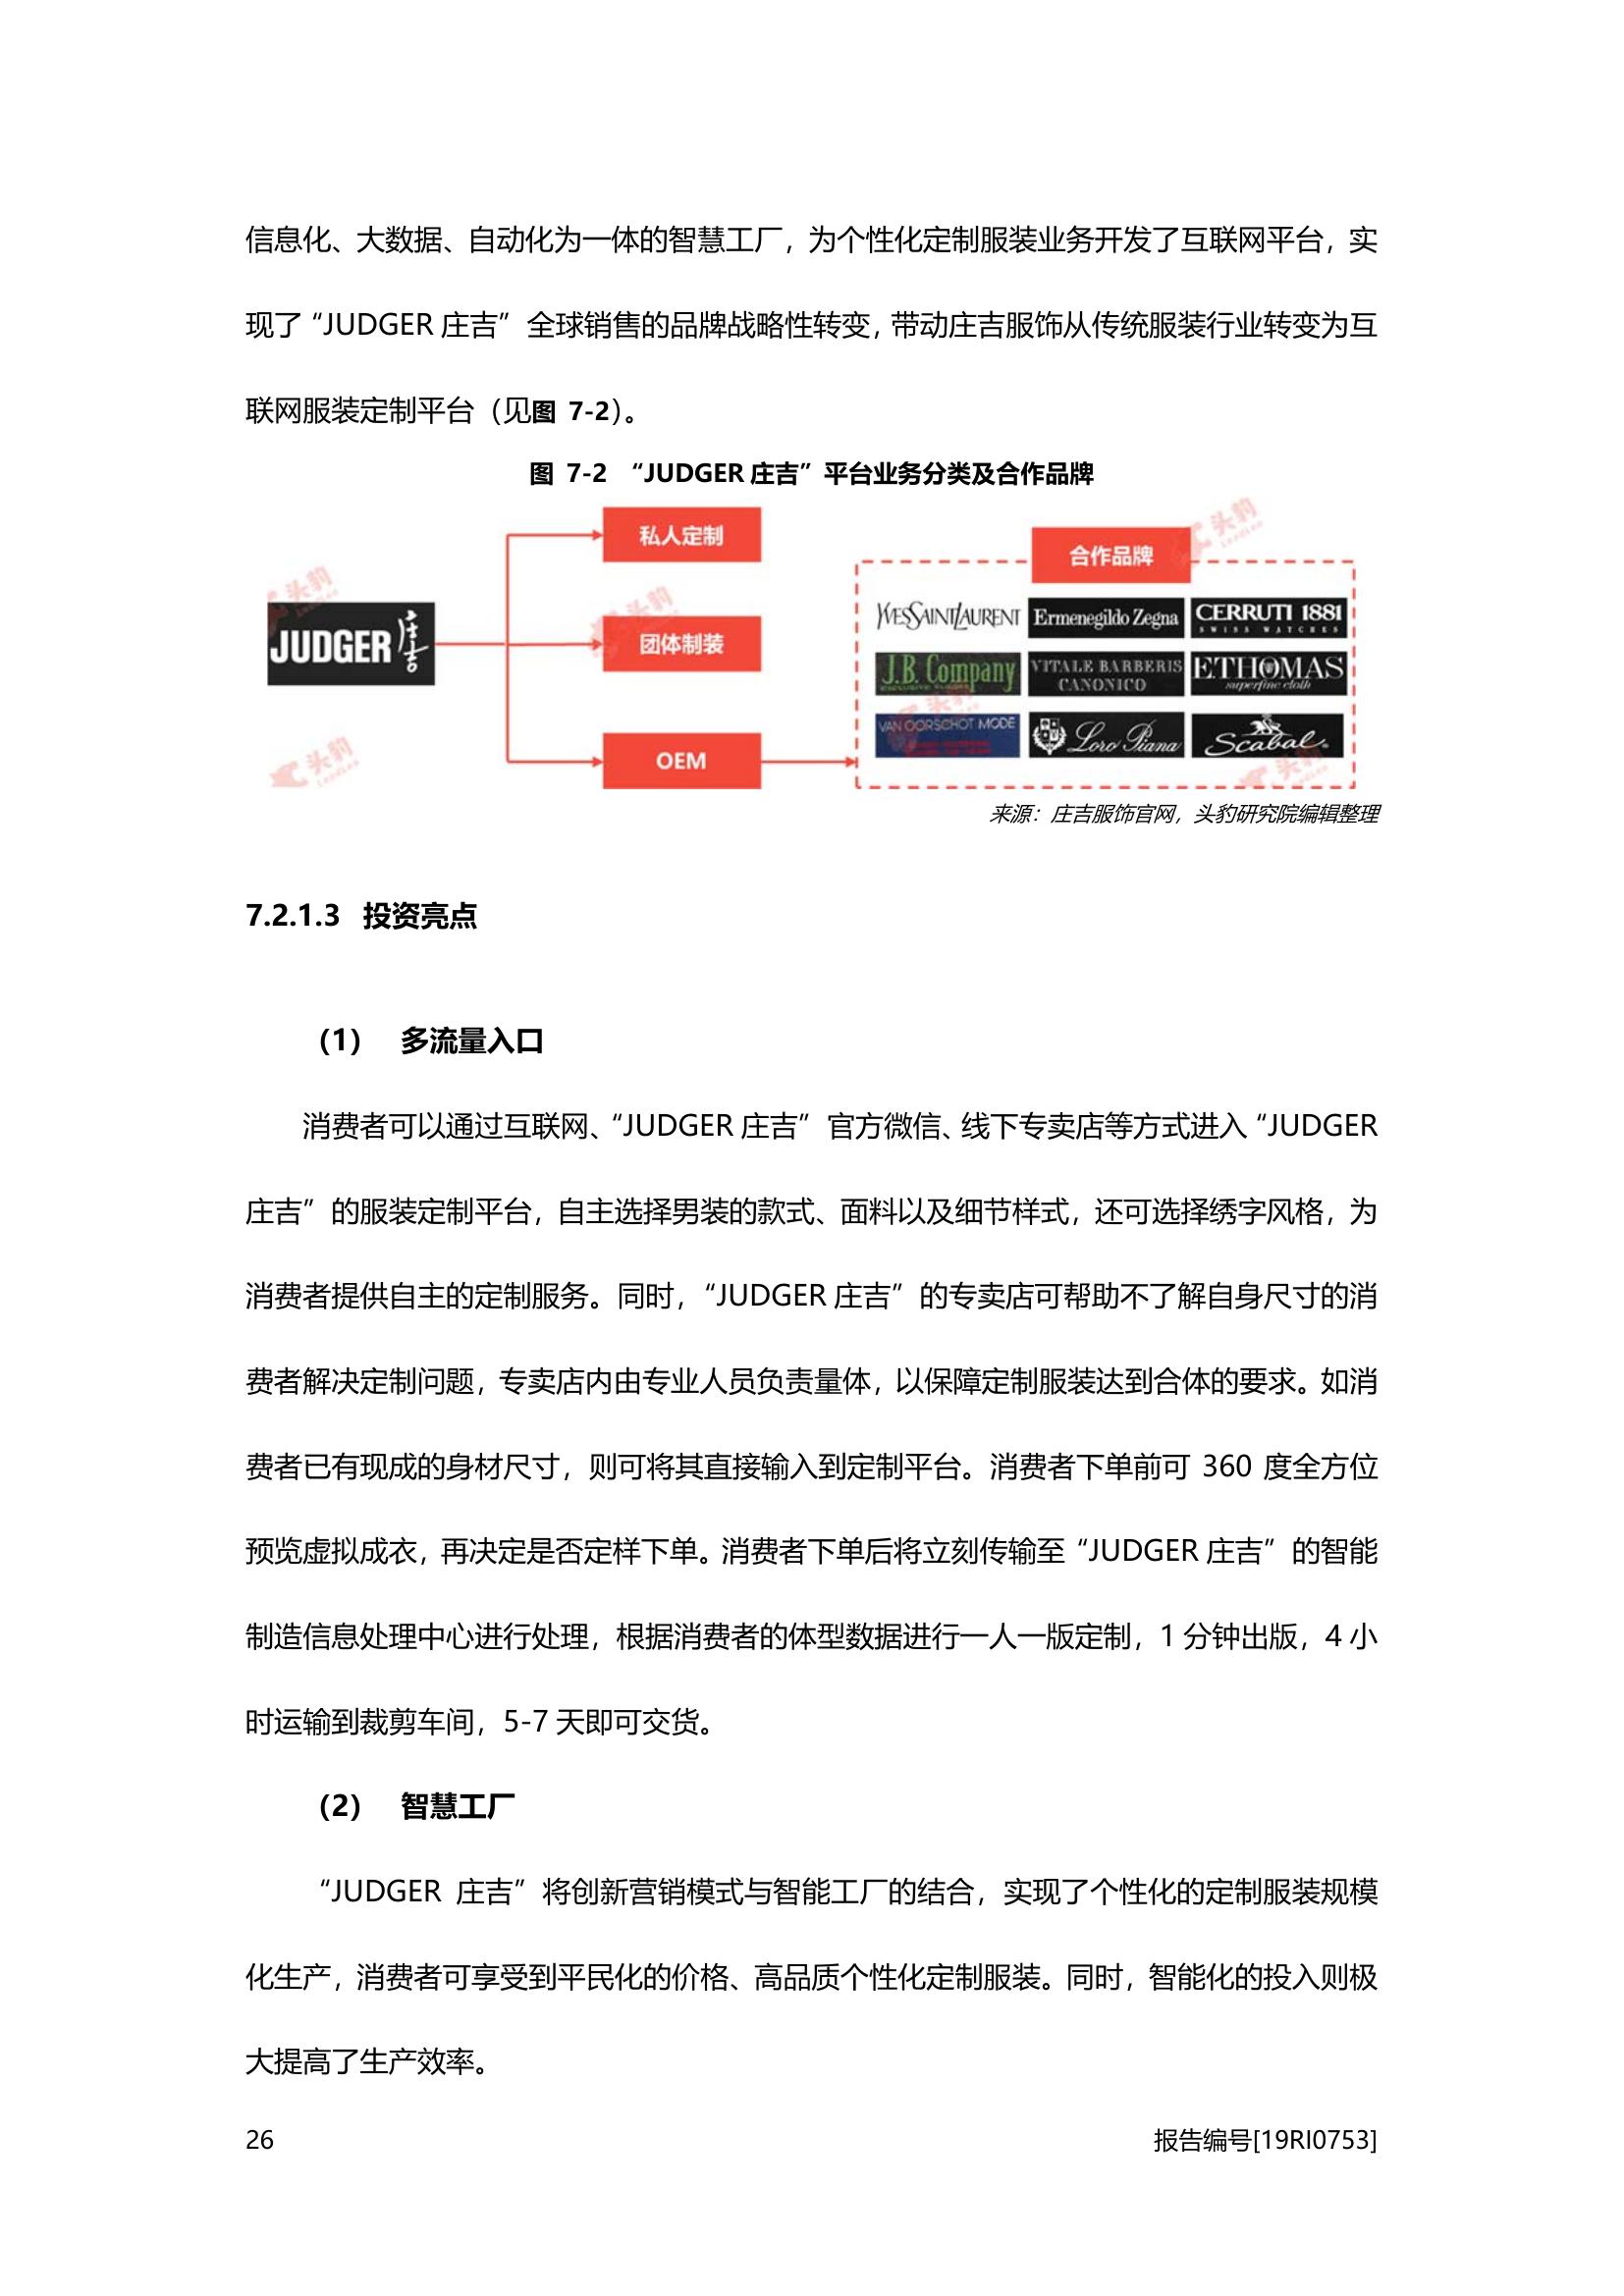 信息化、大数据、自动化为一体的智慧工厂，为个性化定制服装业务开发了互联网平台，实
现了“JUDGER 庄吉”全球销售的品牌战略性转变，带动庄吉服饰从传统服装行业转变为互
联网服装定制平台（见图 7-2）。
图 7-2 “JUDGER 庄吉”平台业务分类及合作品牌
JUDGER 庄吉
私人定制
团体制装
OEM
合作品牌
YVESSAINTLAURENT
Ermenegildo Zegna
CERRUTI 1881
SWISS WATCHES
J.B. Company
VITALE BARBERIS
CANONICO
ETHOMAS
superfine cloth
VAN OORSCHOT MODE
Loro Piana
Scabal
头豹
头豹
头豹
头豹
头豹
头豹
来源：庄吉服饰官网，头豹研究院编辑整理
7.2.1.3 投资亮点
（1） 多流量入口
消费者可以通过互联网、“JUDGER 庄吉”官方微信、线下专卖店等方式进入“JUDGER
庄吉”的服装定制平台，自主选择男装的款式、面料以及细节样式，还可选择绣字风格，为
消费者提供自主的定制服务。同时，“JUDGER 庄吉”的专卖店可帮助不了解自身尺寸的消
费者解决定制问题，专卖店内由专业人员负责量体，以保障定制服装达到合体的要求。如消
费者已有现成的身材尺寸，则可将其直接输入到定制平台。消费者下单前可 360 度全方位
预览虚拟成衣，再决定是否定样下单。消费者下单后将立刻传输至“JUDGER 庄吉”的智能
制造信息处理中心进行处理，根据消费者的体型数据进行一人一版定制，1 分钟出版，4 小
时运输到裁剪车间，5-7 天即可交货。
（2） 智慧工厂
“JUDGER 庄吉”将创新营销模式与智能工厂的结合，实现了个性化的定制服装规模
化生产，消费者可享受到平民化的价格、高品质个性化定制服装。同时，智能化的投入则极
大提高了生产效率。
26
报告编号[19RI0753]